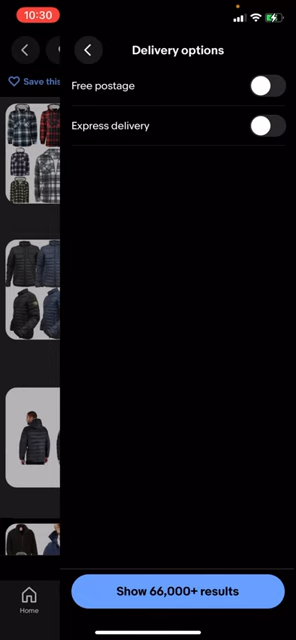 10:30
Delivery options
Save this
Free postage
Express delivery
Show 66,000+ results
Home